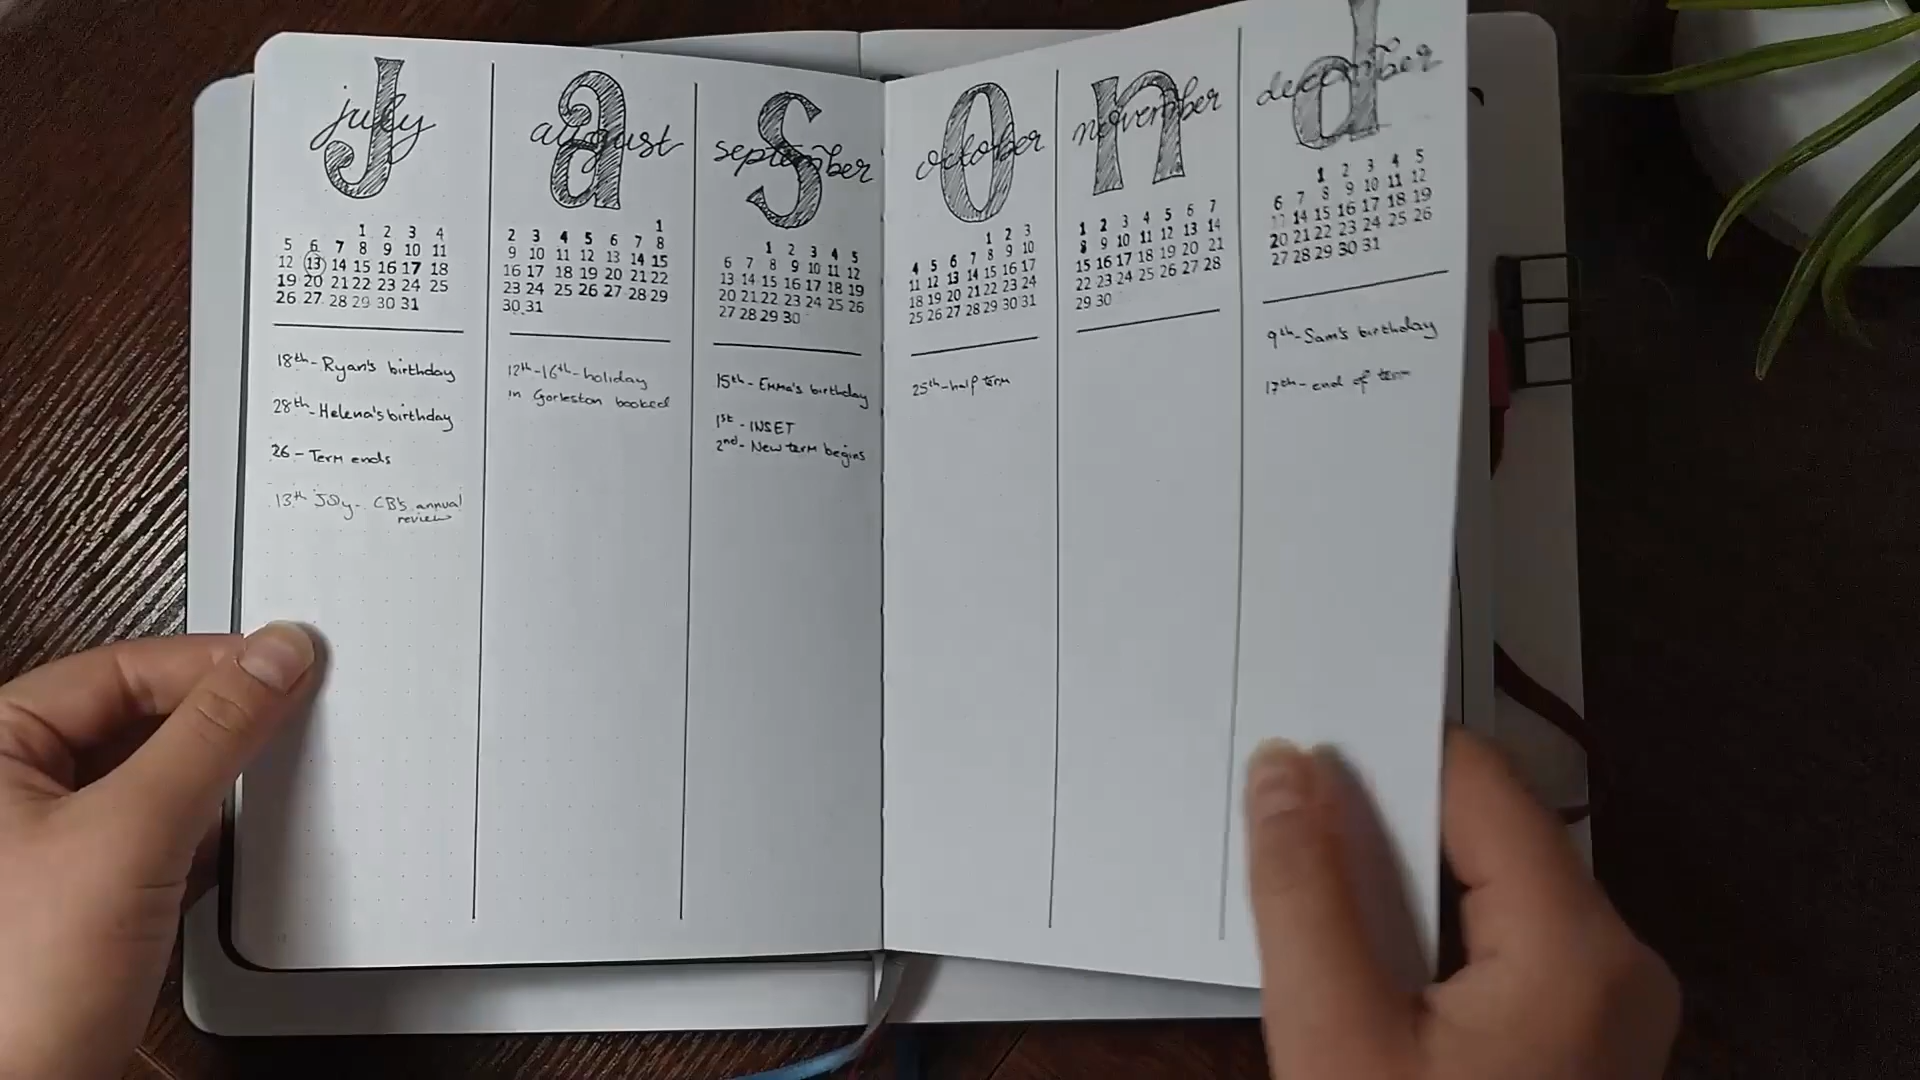 J
july
1 2 3 4
5 6 7 8 9 10 11
12 13 14 15 16 17 18
19 20 21 22 23 24 25
26 27 28 29 30 31
18th - Ryan's birthday
28th - Helena's birthday
26 - Term ends
13th July - CB's annual
review
a
august
1
2 3 4 5 6 7 8
9 10 11 12 13 14 15
16 17 18 19 20 21 22
23 24 25 26 27 28 29
30 31
12th - 16th - holiday
in Gorleston booked
S
september
1 2 3 4 5
6 7 8 9 10 11 12
13 14 15 16 17 18 19
20 21 22 23 24 25 26
27 28 29 30
15th - Emma's birthday
1st - INSET
2nd - New term begins
O
october
1 2 3
4 5 6 7 8 9 10
11 12 13 14 15 16 17
18 19 20 21 22 23 24
25 26 27 28 29 30 31
25th - half term
n
november
1 2 3 4 5 6 7
8 9 10 11 12 13 14
15 16 17 18 19 20 21
22 23 24 25 26 27 28
29 30
d
december
1 2 3 4 5
6 7 8 9 10 11 12
13 14 15 16 17 18 19
20 21 22 23 24 25 26
27 28 29 30 31
9th - Sam's birthday
17th - end of term